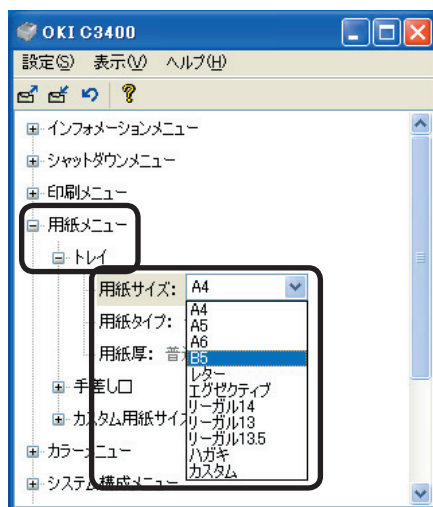 OKI C3400
設定(S) 表示(V) ヘルプ(H)
インフォメーションメニュー
シャットダウンメニュー
印刷メニュー
用紙メニュー
トレイ
用紙サイズ: A4
A4
用紙タイプ:
A5
A6
用紙厚: 普
B5
レター
手差し口
エグゼクティブ
リーガル14
カスタム用紙サイ
リーガル13
リーガル13.5
カラーメニュー
ハガキ
カスタム
システム構成メニュー